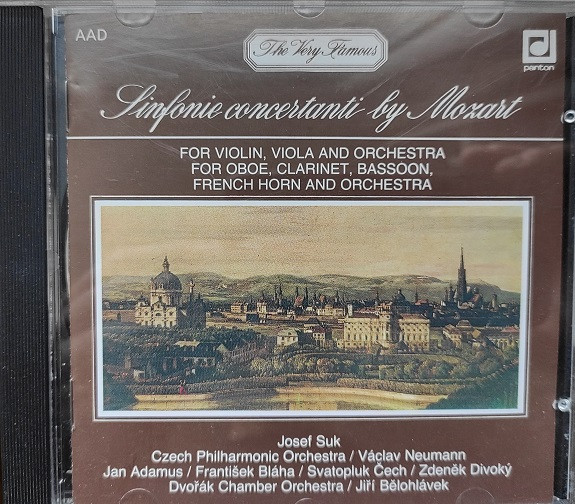 AAD
The Very Famous
panton
Sinfonie concertanti by Mozart
FOR VIOLIN, VIOLA AND ORCHESTRA
FOR OBOE, CLARINET, BASSOON,
FRENCH HORN AND ORCHESTRA
Josef Suk
Czech Philharmonic Orchestra / Václav Neumann
Jan Adamus / František Bláha / Svatopluk Čech / Zdeněk Divoký
Dvořák Chamber Orchestra / Jiří Bělohlávek